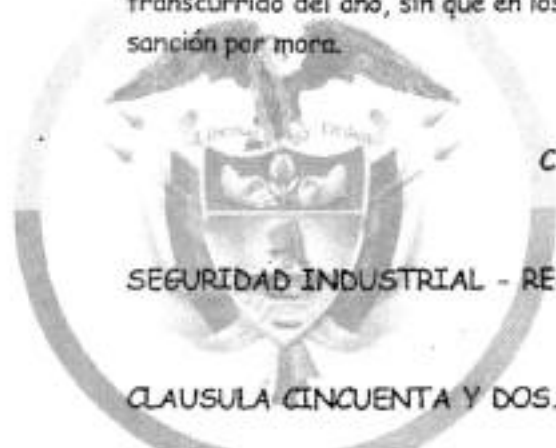 transcurrido del año, sin que en los
sanción por mora.
C
SEGURIDAD INDUSTRIAL - RE
CLAUSULA CINCUENTA Y DOS.